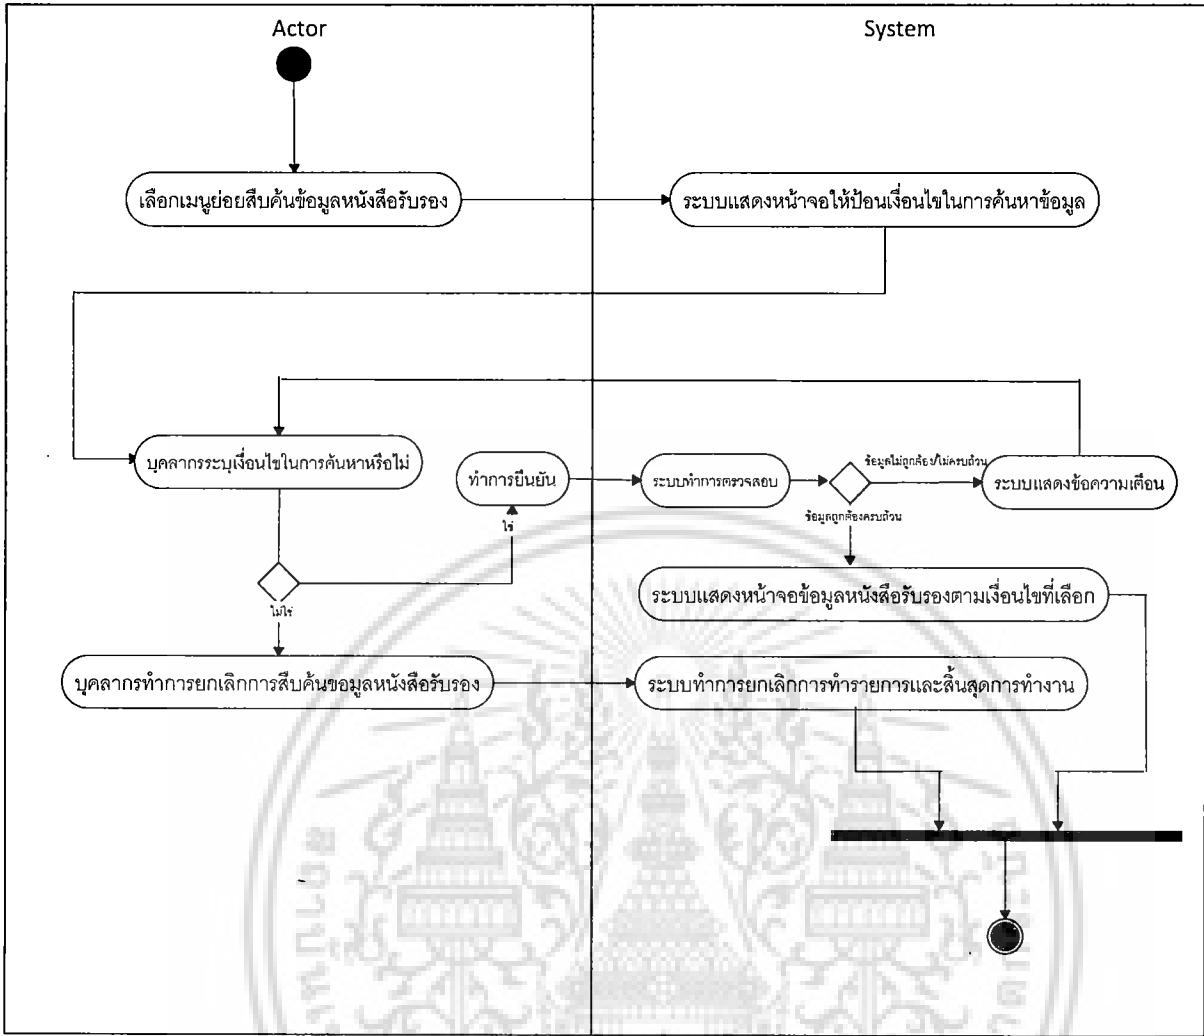 Actor
System
เลือกเมนูย่อยสืบค้นข้อมูลหนังสือรับรอง
ระบบแสดงหน้าจอให้ป้อนเงื่อนไขในการค้นหาข้อมูล
บุคลากรระบุเงื่อนไขในการค้นหาหรือไม่
ทำการยืนยัน
ระบบทำการตรวจสอบ
ข้อมูลไม่ถูกต้อง/ไม่ครบถ้วน
ระบบแสดงข้อความเตือน
ใช่
ข้อมูลถูกต้องครบถ้วน
ไม่ใช่
ระบบแสดงหน้าจอข้อมูลหนังสือรับรองตามเงื่อนไขที่เลือก
บุคลากรทำการยกเลิกการสืบค้นขอมูลหนังสือรับรอง
ระบบทำการยกเลิกการทำรายการและสิ้นสุดการทำงาน